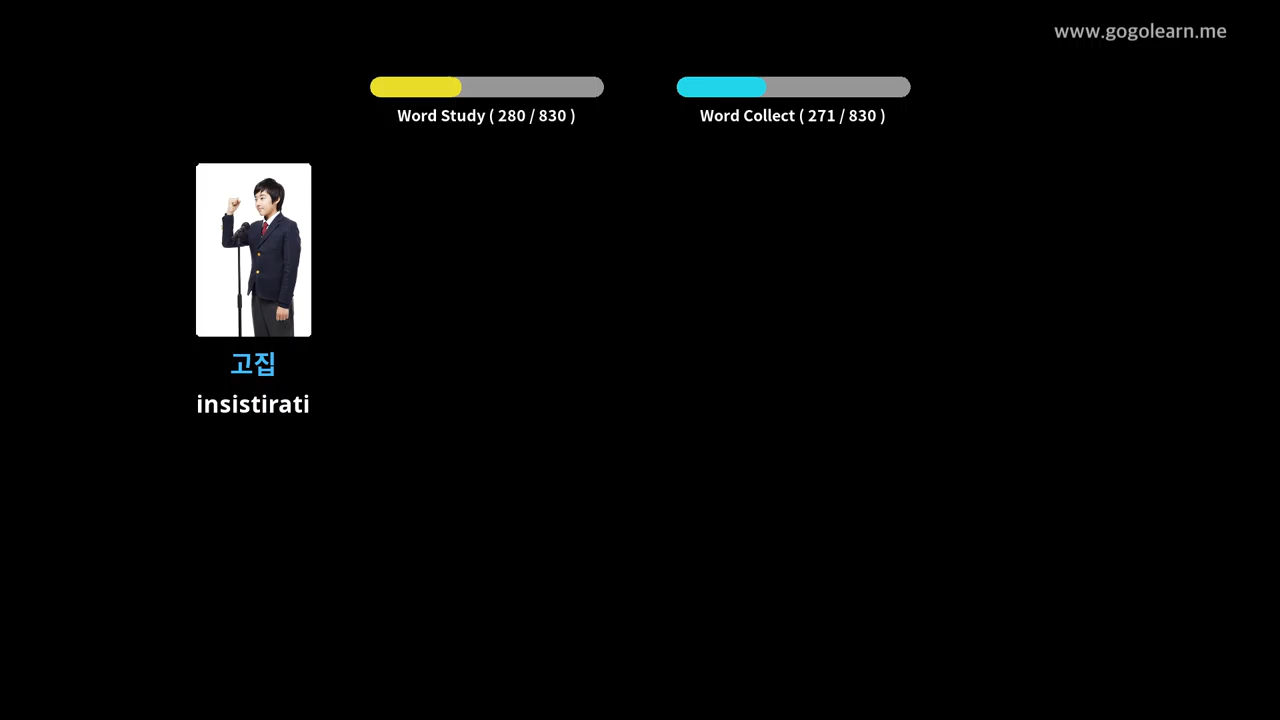 www.gogolearn.me
Word Study ( 280 / 830 )
Word Collect ( 271 / 830 )
고집
insistirati